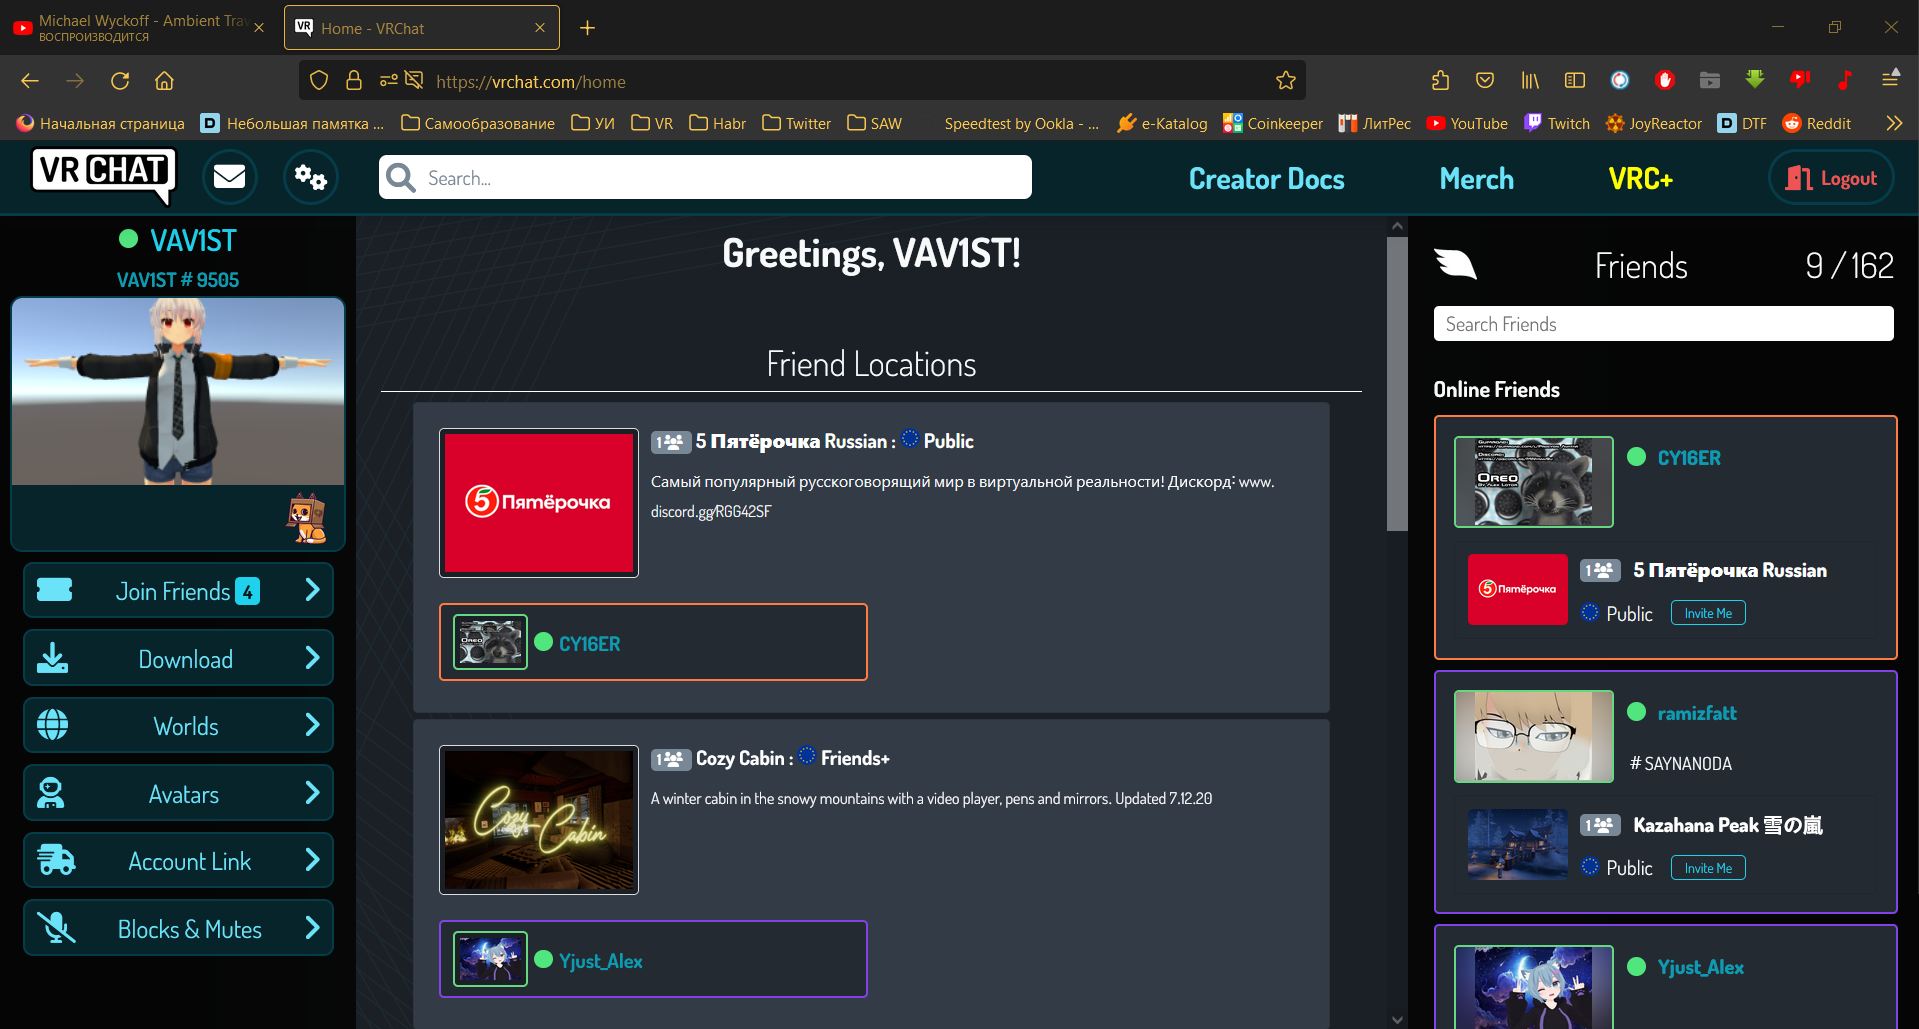 Michael Wyckoff - Ambient Trav
ВОСПРОИЗВОДИТСЯ
Home - VRChat
https://vrchat.com/home
Начальная страница
Небольшая памятка ...
Самообразование
УИ
VR
Habr
Twitter
SAW
Speedtest by Ookla - ...
e-Katalog
Coinkeeper
ЛитРес
YouTube
Twitch
JoyReactor
DTF
Reddit
VR CHAT
Search...
Creator Docs
Merch
VRC+
Logout
VAV1ST
VAV1ST # 9505
Join Friends 4
Download
Worlds
Avatars
Account Link
Blocks & Mutes
Greetings, VAV1ST!
Friend Locations
5 Пятёрочка
1 5 Пятёрочка Russian : Public
Самый популярный русскоговорящий мир в виртуальной реальности! Дискорд: www.
discord.gg/RGG42SF
OREO
CY16ER
Cozy Cabin
1 Cozy Cabin : Friends+
A winter cabin in the snowy mountains with a video player, pens and mirrors. Updated 7.12.20
Yjust_Alex
Friends
9 / 162
Search Friends
Online Friends
OREO
CY16ER
5 Пятёрочка
1 5 Пятёрочка Russian
Public
Invite Me
ramizfatt
# SAYNANODA
1 Kazahana Peak 雪の嵐
Public
Invite Me
Yjust_Alex